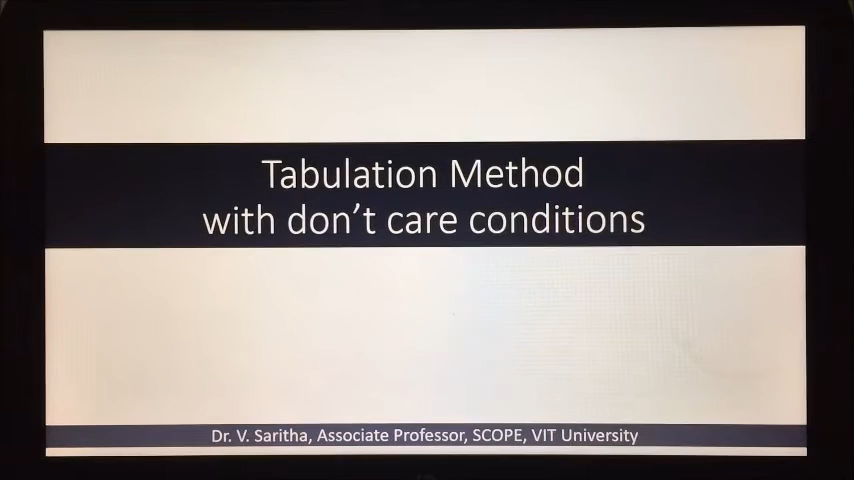 Tabulation Method
with don't care conditions
Dr. V. Saritha, Associate Professor, SCOPE, VIT University